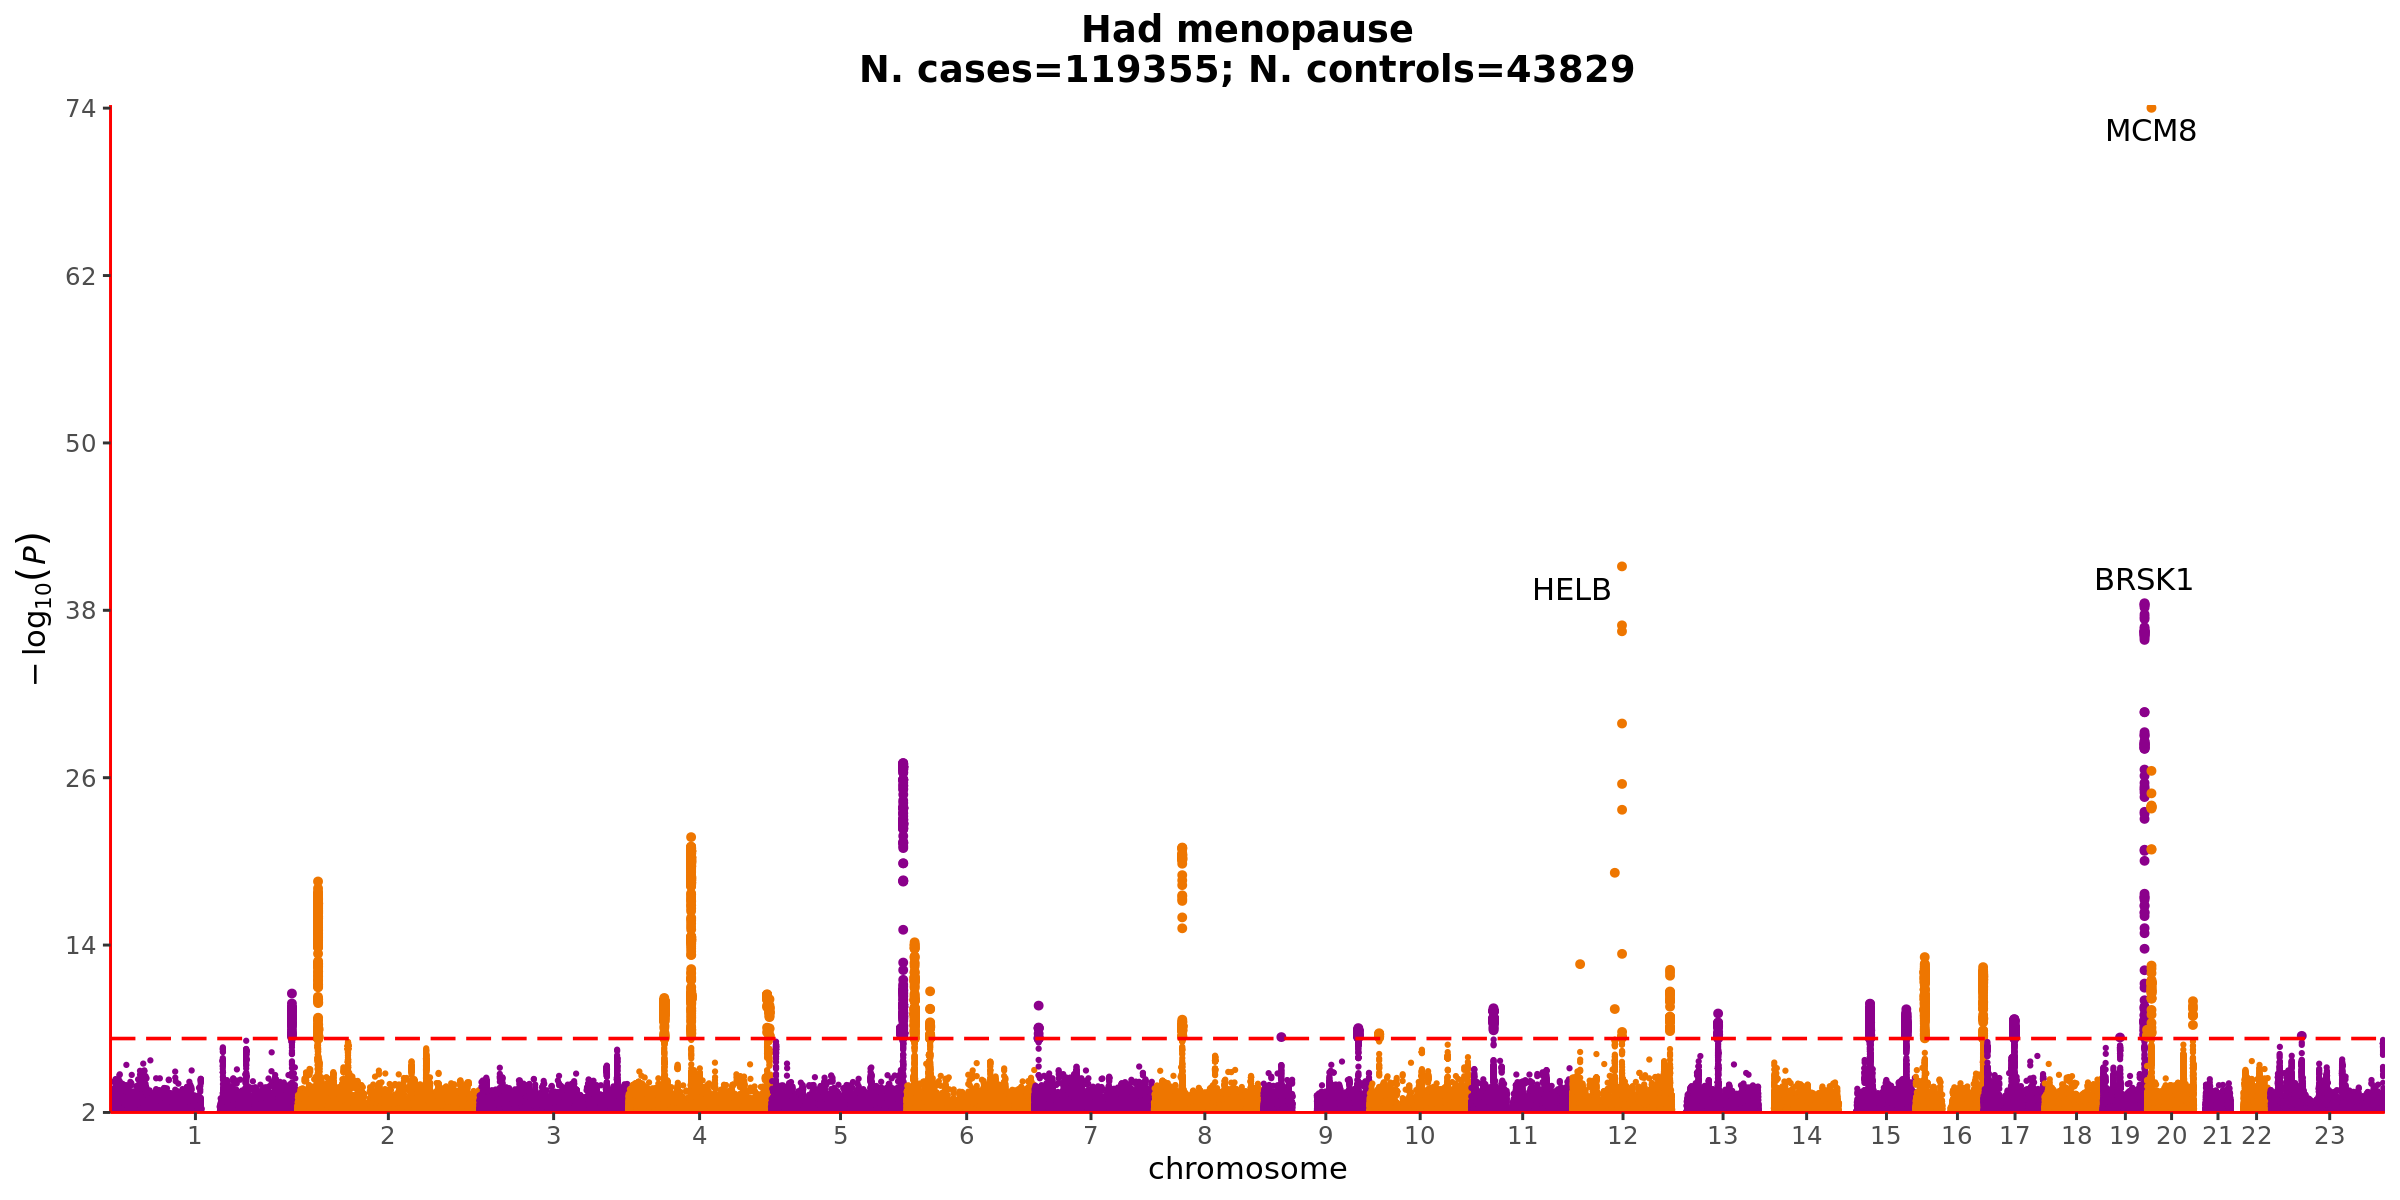 Had menopause
N. cases=119355; N. controls=43829
74
MCM8
62
50
− log10(P)
HELB
BRSK1
38
26
14
2
1 2 3 4 5 6 7 8 9 10 11 12 13 14 15 16 17 18 19 20 21 22 23
chromosome